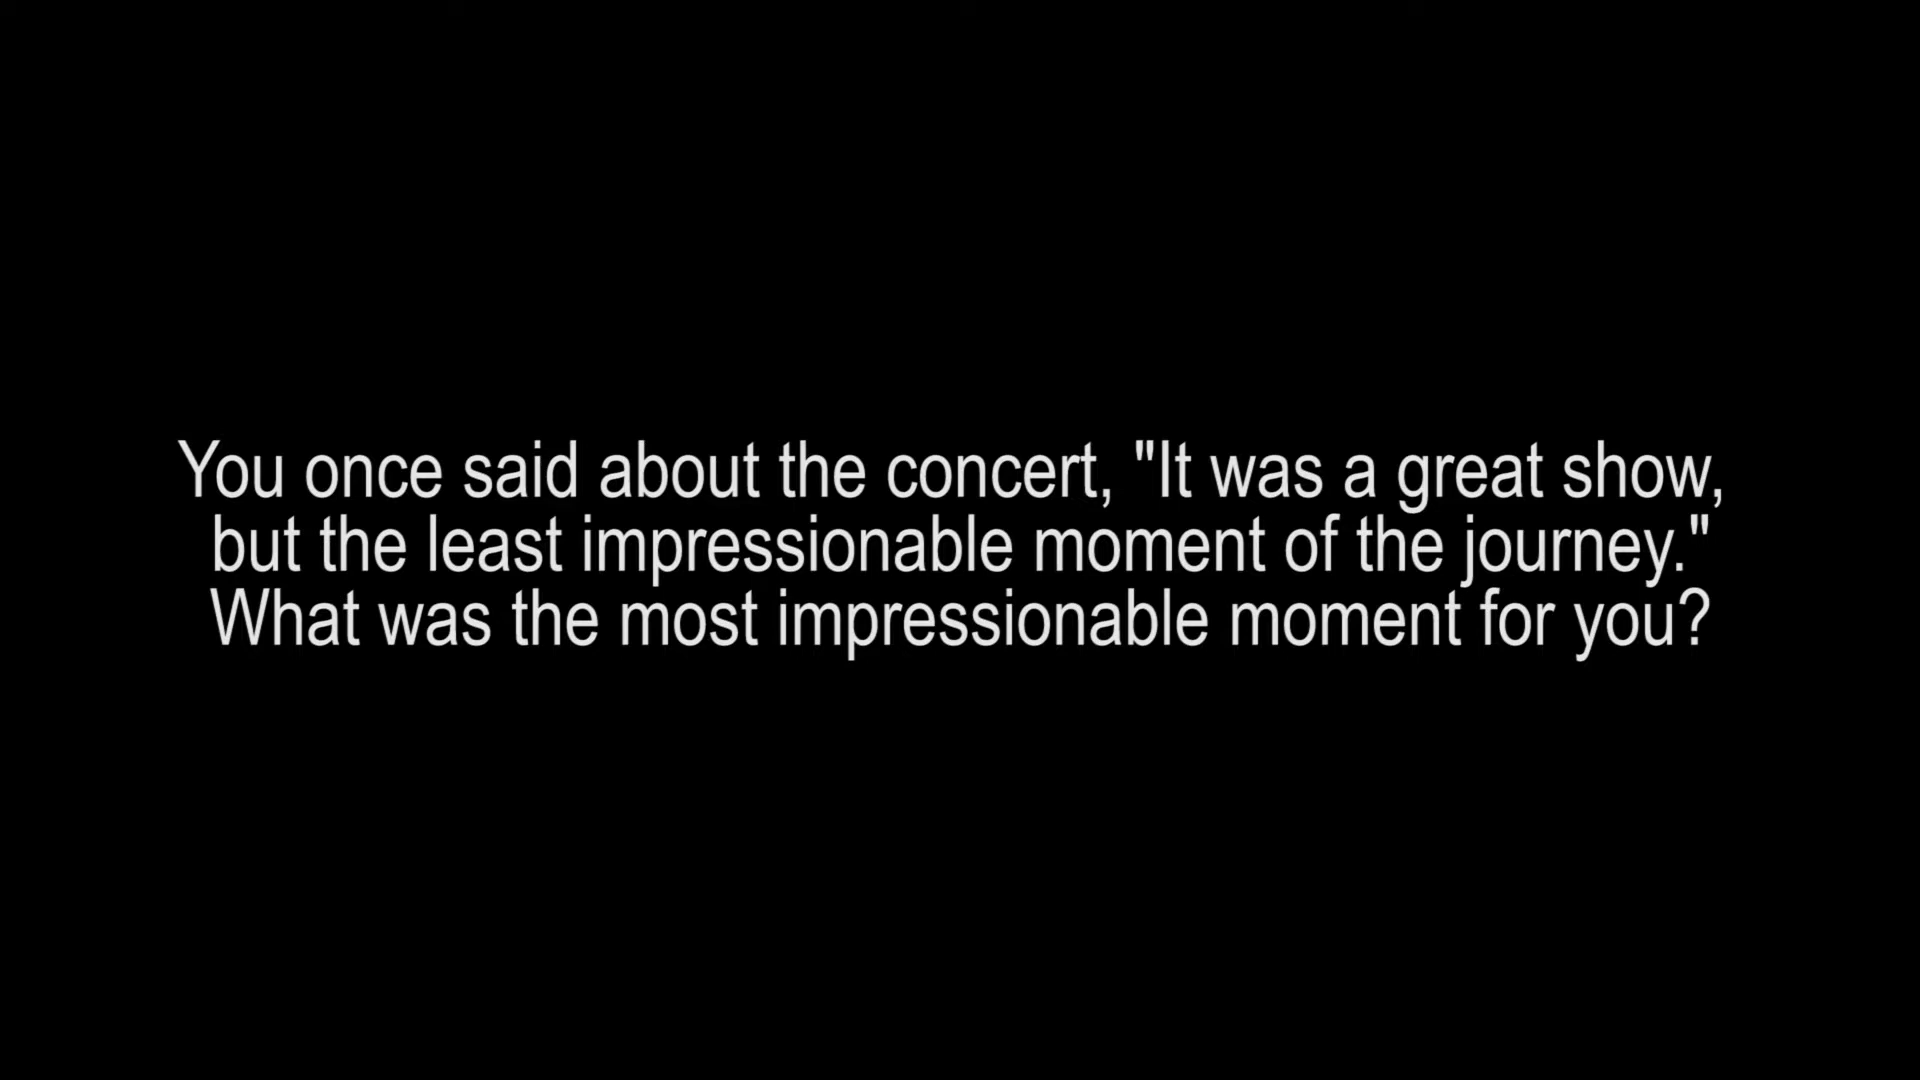 You once said about the concert, "It was a great show,
but the least impressionable moment of the journey."
What was the most impressionable moment for you?